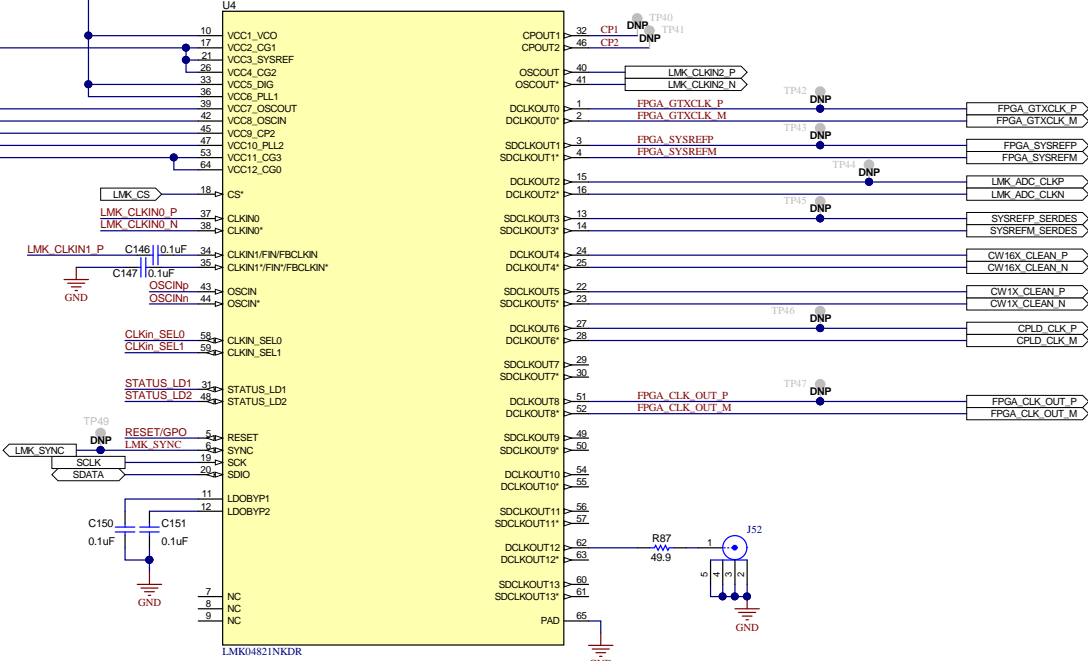 U4
10 VCC1_VCO
17 VCC2_CG1
21 VCC3_SYSREF
26 VCC4_CG2
33 VCC5_DIG
36 VCC6_PLL1
39 VCC7_OSCOUT
42 VCC8_OSCIN
45 VCC9_CP2
47 VCC10_PLL2
53 VCC11_CG3
64 VCC12_CG0
LMK_CS 18 CS*
LMK_CLKIN0_P 37 CLKIN0
LMK_CLKIN0_N 38 CLKIN0*
LMK_CLKIN1_P C146 0.1uF 34 CLKIN1/FIN/FBCLKIN
C147 0.1uF 35 CLKIN1*/FIN*/FBCLKIN*
GND
OSCINp 43 OSCIN
OSCINn 44 OSCIN*
CLKin_SEL0 58 CLKIN_SEL0
CLKin_SEL1 59 CLKIN_SEL1
STATUS_LD1 31 STATUS_LD1
STATUS_LD2 48 STATUS_LD2
TP49
DNP
RESET/GPO 5 RESET
LMK_SYNC LMK_SYNC 6 SYNC
SCLK 19 SCK
SDATA 20 SDIO
11 LDOBYP1
12 LDOBYP2
C150 C151
0.1uF 0.1uF
GND
7 NC
8 NC
9 NC
LMK04821NKDR
TP40
DNP TP41
DNP
CPOUT1 32 CP1
CPOUT2 46 CP2
OSCOUT 40 LMK_CLKIN2_P
OSCOUT* 41 LMK_CLKIN2_N
TP42
DNP
DCLKOUT0 1 FPGA_GTXCLK_P FPGA_GTXCLK_P
DCLKOUT0* 2 FPGA_GTXCLK_M FPGA_GTXCLK_M
TP43
DNP
SDCLKOUT1 3 FPGA_SYSREFP FPGA_SYSREFP
SDCLKOUT1* 4 FPGA_SYSREFM FPGA_SYSREFM
TP44
DNP
DCLKOUT2 15 LMK_ADC_CLKP
DCLKOUT2* 16 LMK_ADC_CLKN
TP45
DNP
SDCLKOUT3 13 SYSREFP_SERDES
SDCLKOUT3* 14 SYSREFM_SERDES
DCLKOUT4 24 CW16X_CLEAN_P
DCLKOUT4* 25 CW16X_CLEAN_N
SDCLKOUT5 22 CW1X_CLEAN_P
SDCLKOUT5* 23 CW1X_CLEAN_N
TP46
DNP
DCLKOUT6 27 CPLD_CLK_P
DCLKOUT6* 28 CPLD_CLK_M
SDCLKOUT7 29
SDCLKOUT7* 30
TP47
DNP
DCLKOUT8 51 FPGA_CLK_OUT_P FPGA_CLK_OUT_P
DCLKOUT8* 52 FPGA_CLK_OUT_M FPGA_CLK_OUT_M
SDCLKOUT9 49
SDCLKOUT9* 50
DCLKOUT10 54
DCLKOUT10* 55
SDCLKOUT11 56
SDCLKOUT11* 57
J52
R87
DCLKOUT12 62 1
49.9
DCLKOUT12* 63
5 4 3 2
SDCLKOUT13 60
SDCLKOUT13* 61
GND
PAD 65
GND